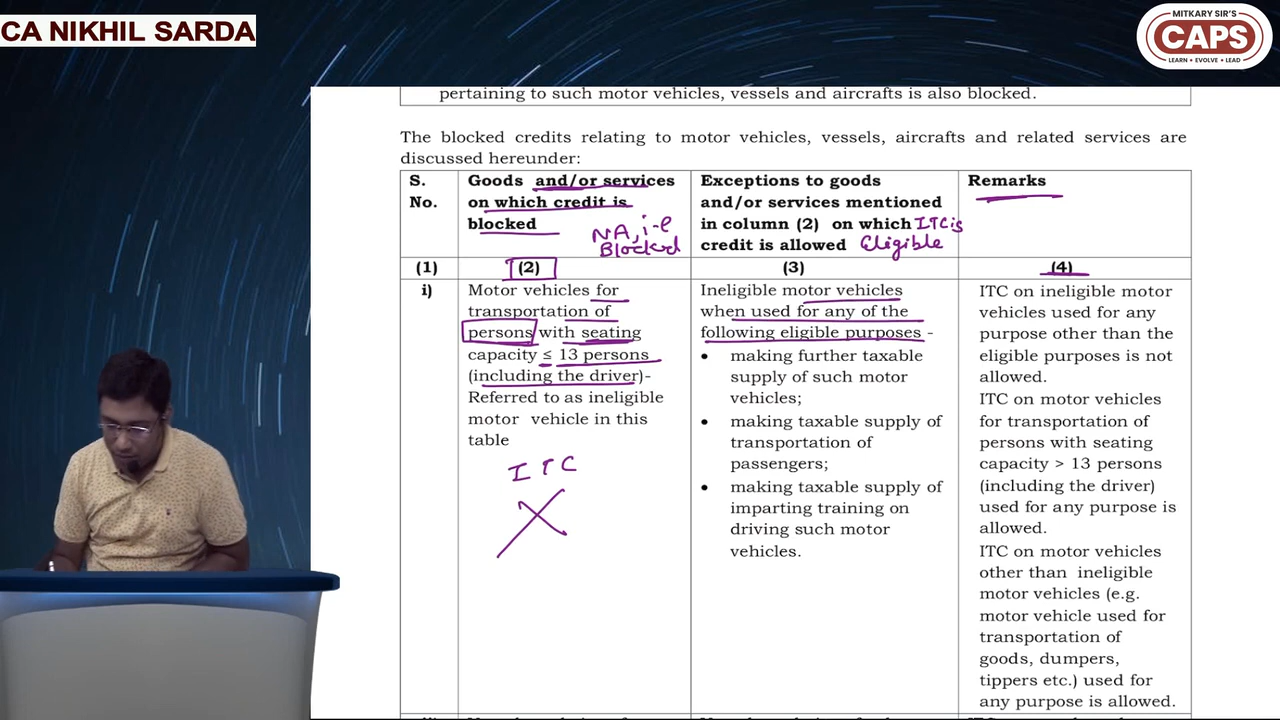 CA NIKHIL SARDA
MITKARY SIR'S
CAPS
LEARN • EVOLVE • LEAD
pertaining to such motor vehicles, vessels and aircrafts is also blocked.
The blocked credits relating to motor vehicles, vessels, aircrafts and related services are
discussed hereunder:
S.
No.
Goods and/or services
on which credit is
blocked
NA, i.e
Blocked
Exceptions to goods
and/or services mentioned
in column (2) on which ITC is
credit is allowed Eligible
Remarks
(1)
(2)
(3)
(4)
i)
Motor vehicles for
transportation of
persons with seating
capacity ≤ 13 persons
(including the driver)-
Referred to as ineligible
motor vehicle in this
table
ITC
Ineligible motor vehicles
when used for any of the
following eligible purposes -
• making further taxable
supply of such motor
vehicles;
• making taxable supply of
transportation of
passengers;
• making taxable supply of
imparting training on
driving such motor
vehicles.
ITC on ineligible motor
vehicles used for any
purpose other than the
eligible purposes is not
allowed.
ITC on motor vehicles
for transportation of
persons with seating
capacity > 13 persons
(including the driver)
used for any purpose is
allowed.
ITC on motor vehicles
other than ineligible
motor vehicles (e.g.
motor vehicle used for
transportation of
goods, dumpers,
tippers etc.) used for
any purpose is allowed.